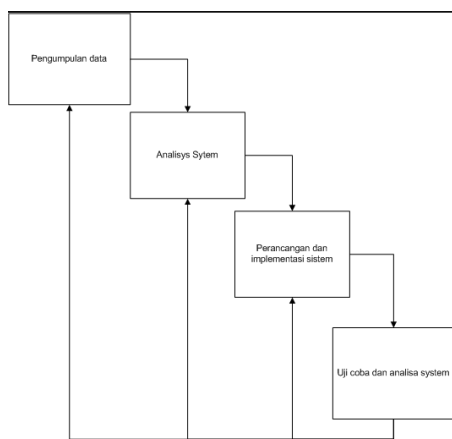 Pengumpulan data
Analisys Sytem
Perancangan dan
implementasi sistem
Uji coba dan analisa system